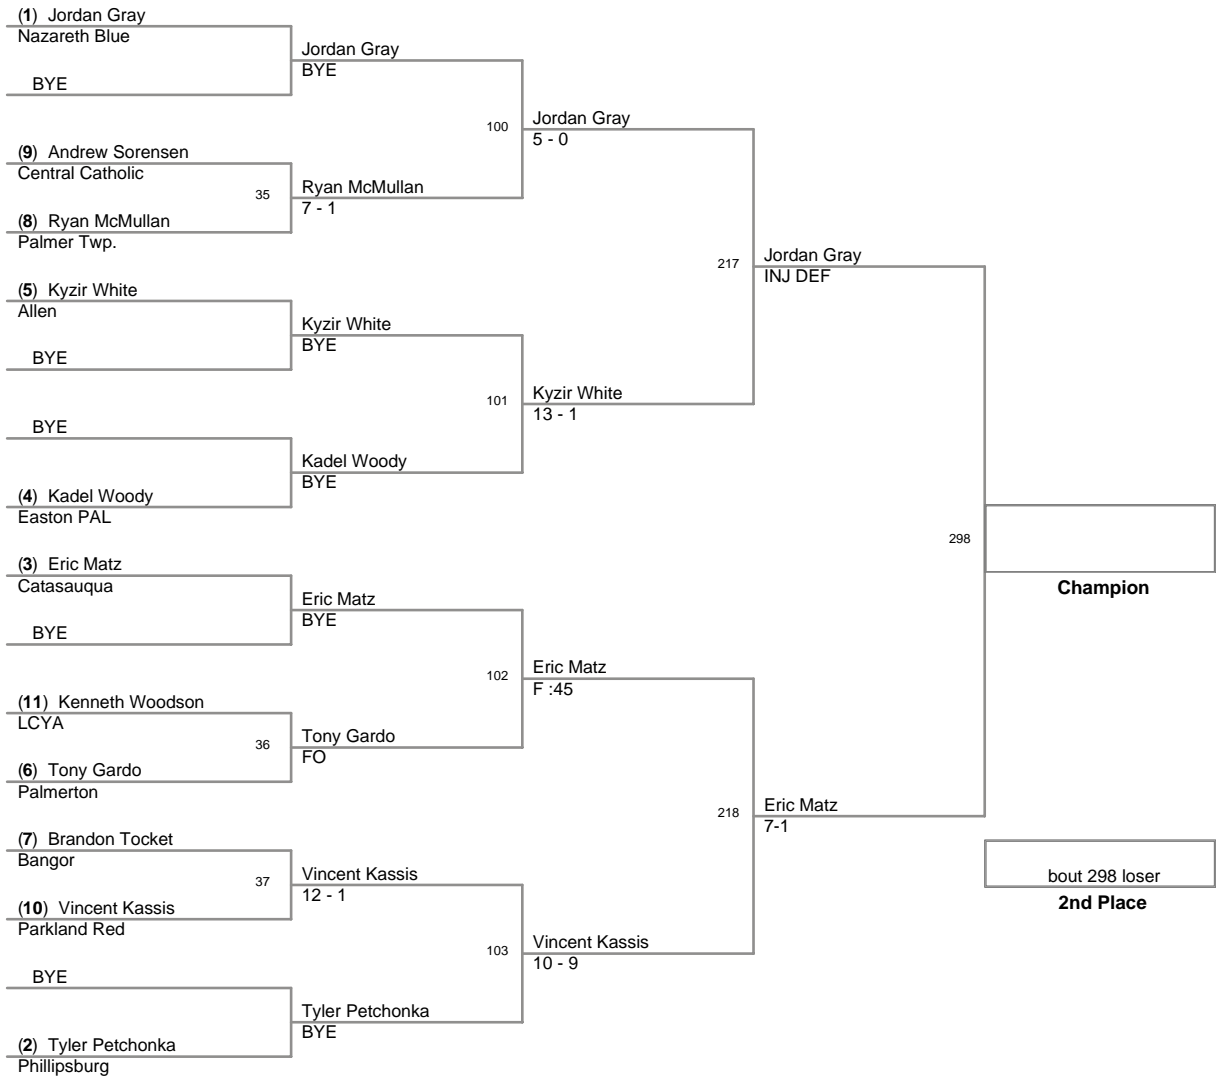 (1) Jordan Gray
Nazareth Blue
BYE
(9) Andrew Sorensen
Central Catholic
35
(8) Ryan McMullan
Palmer Twp.
(5) Kyzir White
Allen
BYE
BYE
(4) Kadel Woody
Easton PAL
(3) Eric Matz
Catasauqua
BYE
(11) Kenneth Woodson
LCYA
36
(6) Tony Gardo
Palmerton
(7) Brandon Tocket
Bangor
37
(10) Vincent Kassis
Parkland Red
BYE
(2) Tyler Petchonka
Phillipsburg
Jordan Gray
BYE
100
Ryan McMullan
7 - 1
Kyzir White
BYE
101
Kadel Woody
BYE
Eric Matz
BYE
102
Tony Gardo
FO
Vincent Kassis
12 - 1
103
Tyler Petchonka
BYE
Jordan Gray
5 - 0
217
Kyzir White
13 - 1
Eric Matz
F :45
218
Vincent Kassis
10 - 9
Jordan Gray
INJ DEF
298
Eric Matz
7-1
Champion
bout 298 loser
2nd Place